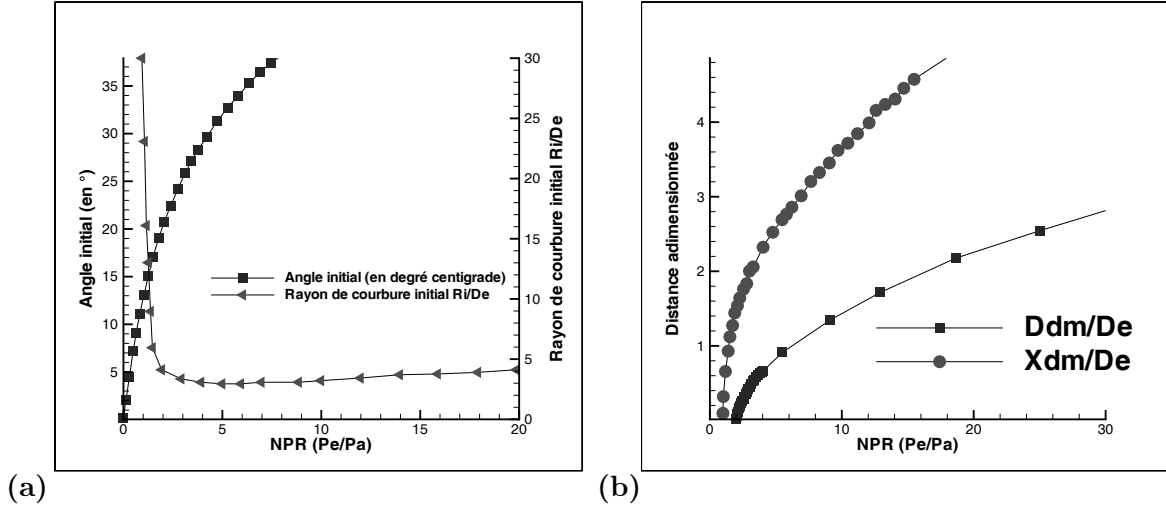 Angle initial (en °)
35
30
25
20
15
10
5
0
5
10
15
20
NPR (Pe/Pa)
30
25
20
15
10
5
0
Rayon de courbure initial Ri/De
Angle initial (en degré centigrade)
Rayon de courbure initial Ri/De
(a)
Distance adimensionnée
4
3
2
1
0
10
20
30
NPR (Pe/Pa)
Ddm/De
Xdm/De
(b)